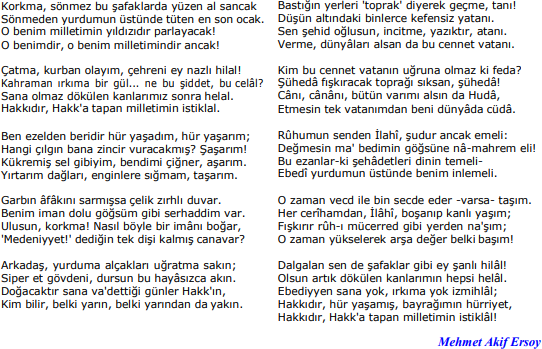 Korkma, sönmez bu şafaklarda yüzen al sancak
Sönmeden yurdumun üstünde tüten en son ocak.
O benim milletimin yıldızıdır parlayacak!
O benimdir, o benim milletimindir ancak!

Çatma, kurban olayım, çehreni ey nazlı hilal!
Kahraman ırkıma bir gül... ne bu şiddet, bu celâl?
Sana olmaz dökülen kanlarımız sonra helal.
Hakkıdır, Hakk'a tapan milletimin istiklal.

Ben ezelden beridir hür yaşadım, hür yaşarım;
Hangi çılgın bana zincir vuracakmış? Şaşarım!
Kükremiş sel gibiyim, bendimi çiğner, aşarım.
Yırtarım dağları, enginlere sığmam, taşarım.

Garbın âfâkını sarmışsa çelik zırhlı duvar.
Benim iman dolu göğsüm gibi serhaddim var.
Ulusun, korkma! Nasıl böyle bir imânı boğar,
'Medeniyyet!' dediğin tek dişi kalmış canavar?

Arkadaş, yurduma alçakları uğratma sakın;
Siper et gövdeni, dursun bu hayâsızca akın.
Doğacaktır sana va'dettiği günler Hakk'ın,
Kim bilir, belki yarın, belki yarından da yakın.

Bastığın yerleri 'toprak' diyerek geçme, tanı!
Düşün altındaki binlerce kefensiz yatanı.
Sen şehid oğlusun, incitme, yazıktır, atanı.
Verme, dünyâları alsan da bu cennet vatanı.

Kim bu cennet vatanın uğruna olmaz ki feda?
Şühedâ fışkıracak toprağı sıksan, şühedâ!
Cânı, cânânı, bütün varımı alsın da Hudâ,
Etmesin tek vatanımdan beni dünyâda cüdâ.

Rûhumun senden İlahî, şudur ancak emeli:
Değmesin ma' bedimin göğsüne nâ-mahrem eli!
Bu ezanlar-ki şehâdetleri dinin temeli-
Ebedî yurdumun üstünde benim inlemeli.

O zaman vecd ile bin secde eder -varsa- taşım.
Her cerîhamdan, İlâhî, boşanıp kanlı yaşım;
Fışkırır rûh-ı mücerred gibi yerden na'şım;
O zaman yükselerek arşa değer belki başım!

Dalgalan sen de şafaklar gibi ey şanlı hilâl!
Olsun artık dökülen kanlarımın hepsi helâl.
Ebediyyen sana yok, ırkıma yok izmihlâl;
Hakkıdır, hür yaşamış, bayrağımın hürriyet,
Hakkıdır, Hakk'a tapan milletimin istiklâl!

Mehmet Akif Ersoy